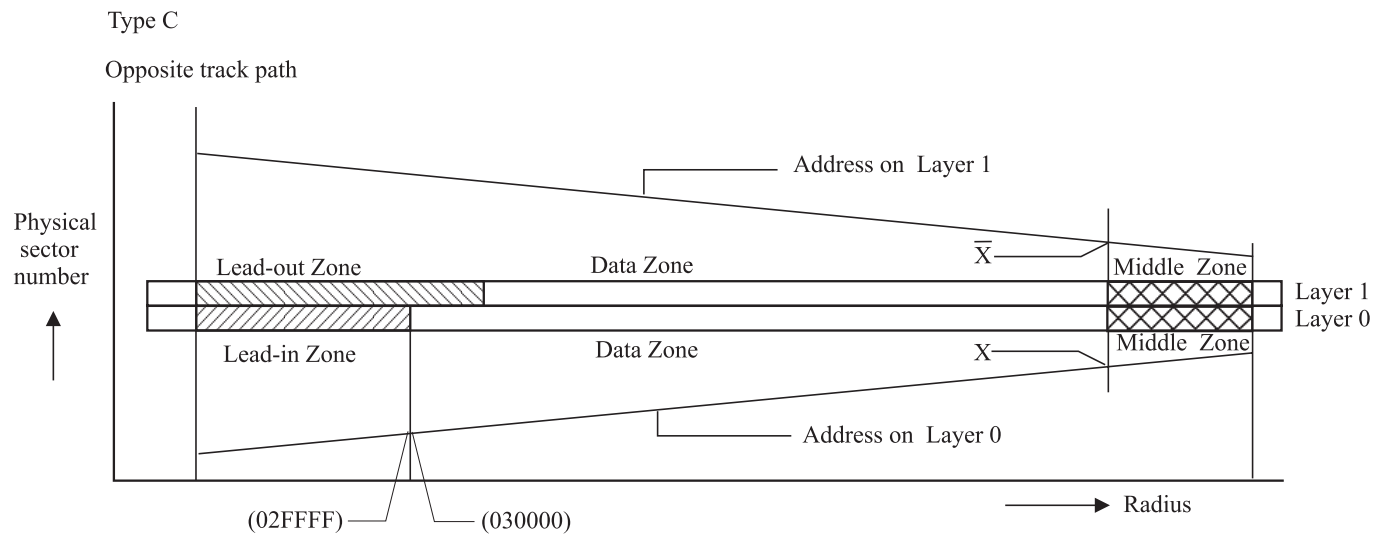 Type C
Opposite track path
Address on Layer 1
Physical
sector
number
X̅
Lead-out Zone
Data Zone
Middle Zone
Layer 1
Layer 0
Lead-in Zone
Data Zone
X
Middle Zone
Address on Layer 0
(02FFFF)
(030000)
Radius